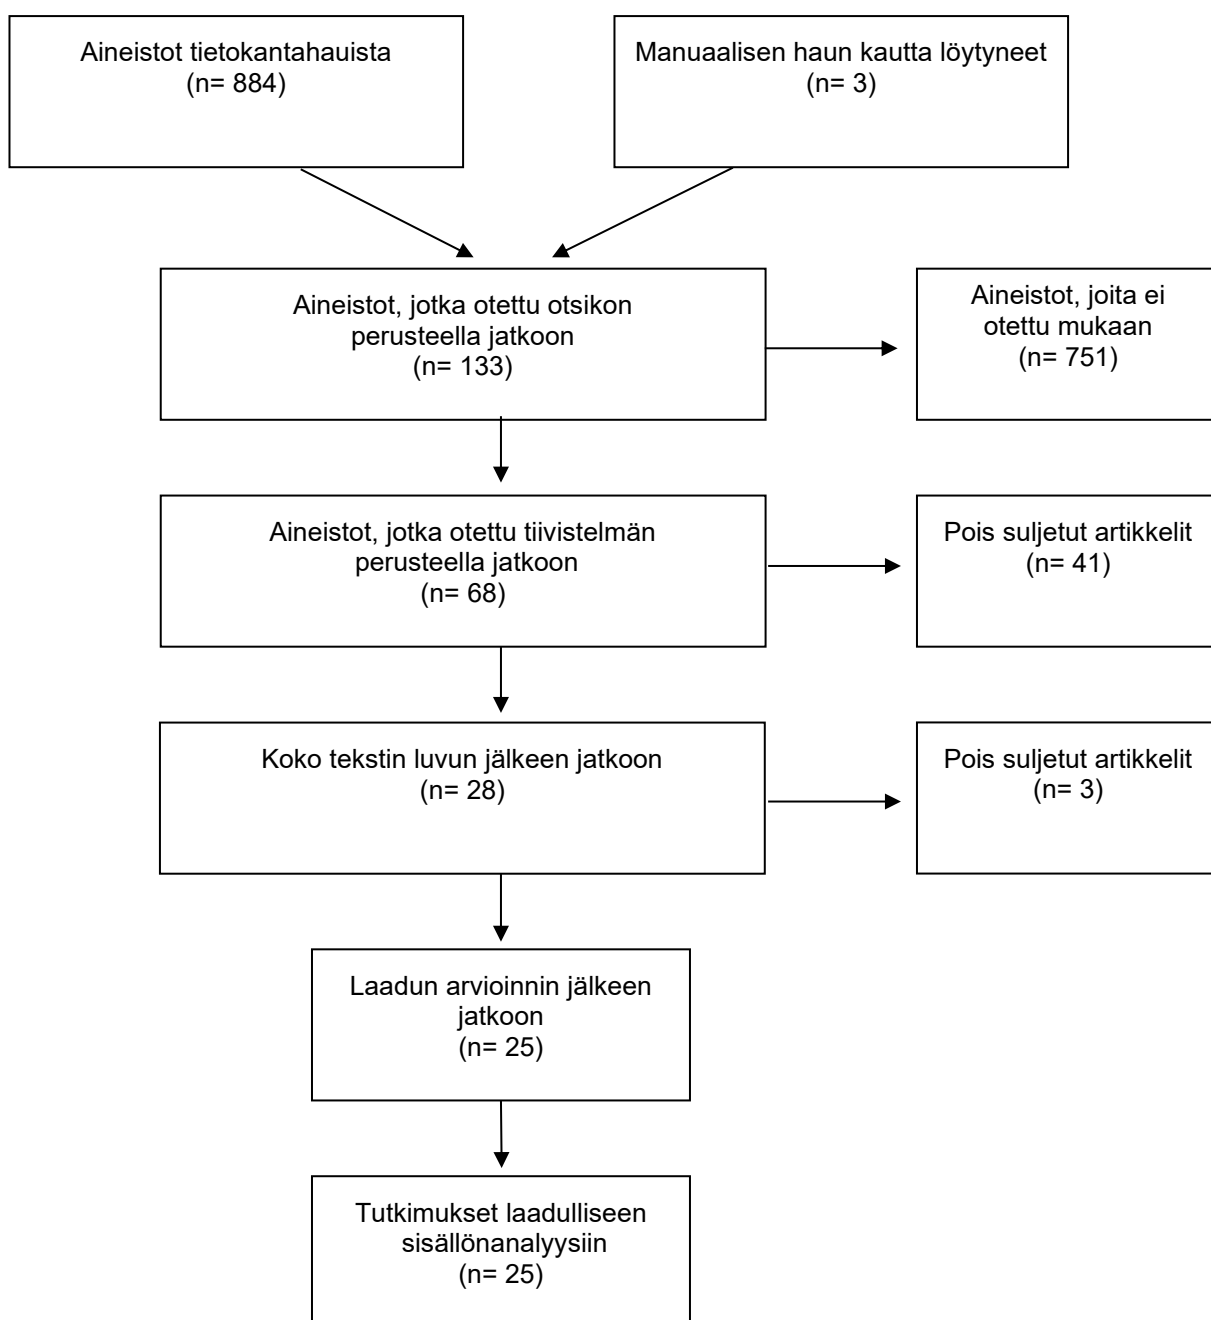 Aineistot tietokantahauista
(n= 884)
Manuaalisen haun kautta löytyneet
(n= 3)
Aineistot, jotka otettu otsikon
perusteella jatkoon
(n= 133)
Aineistot, joita ei
otettu mukaan
(n= 751)
Aineistot, jotka otettu tiivistelmän
perusteella jatkoon
(n= 68)
Pois suljetut artikkelit
(n= 41)
Koko tekstin luvun jälkeen jatkoon
(n= 28)
Pois suljetut artikkelit
(n= 3)
Laadun arvioinnin jälkeen
jatkoon
(n= 25)
Tutkimukset laadulliseen
sisällönanalyysiin
(n= 25)